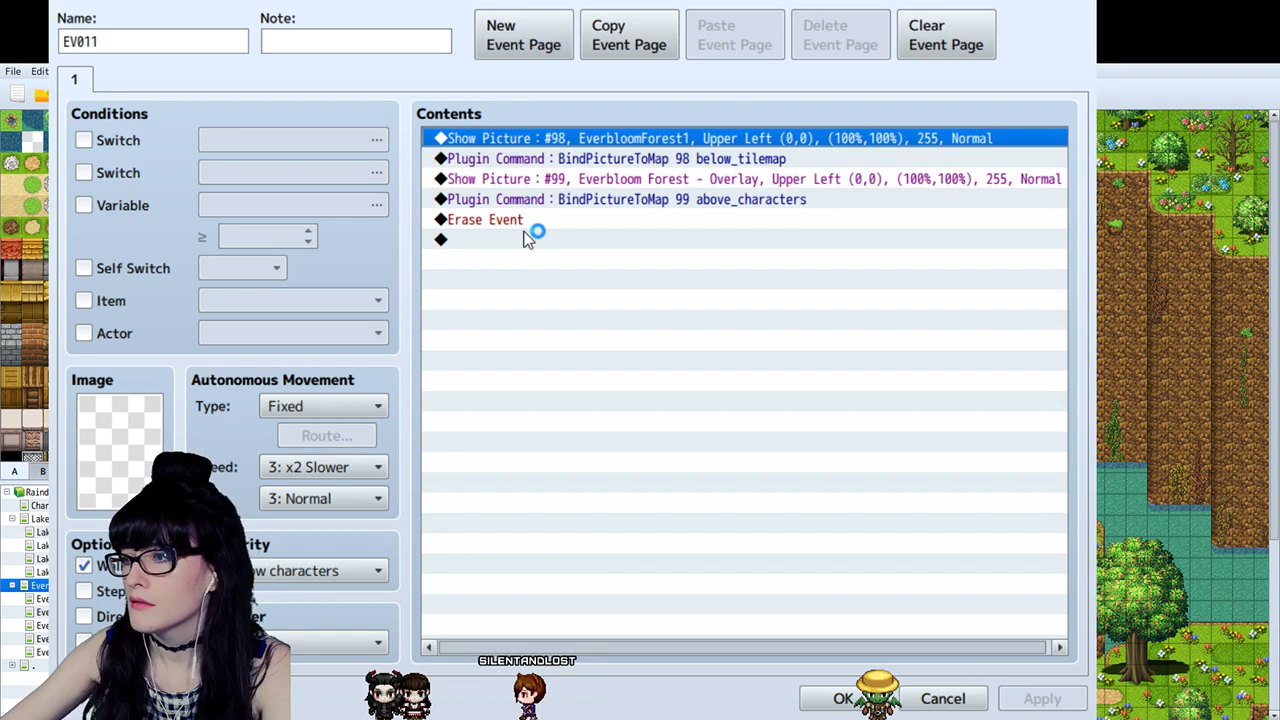 Name:
Note:
EV011
New
Event Page
Copy
Event Page
Paste
Event Page
Delete
Event Page
Clear
Event Page
File
1
Conditions
Switch
...
Switch
...
Variable
...
≥
Self Switch
Item
Actor
Contents
◆Show Picture：#98, EverbloomForest1, Upper Left (0,0), (100%,100%), 255, Normal
◆Plugin Command：BindPictureToMap 98 below_tilemap
◆Show Picture：#99, Everbloom Forest - Overlay, Upper Left (0,0), (100%,100%), 255, Normal
◆Plugin Command：BindPictureToMap 99 above_characters
◆Erase Event
◆
Image
Autonomous Movement
Type:
Fixed
Route...
3: x2 Slower
3: Normal
characters
A
B
SILENTANDLOST
OK
Cancel
Apply